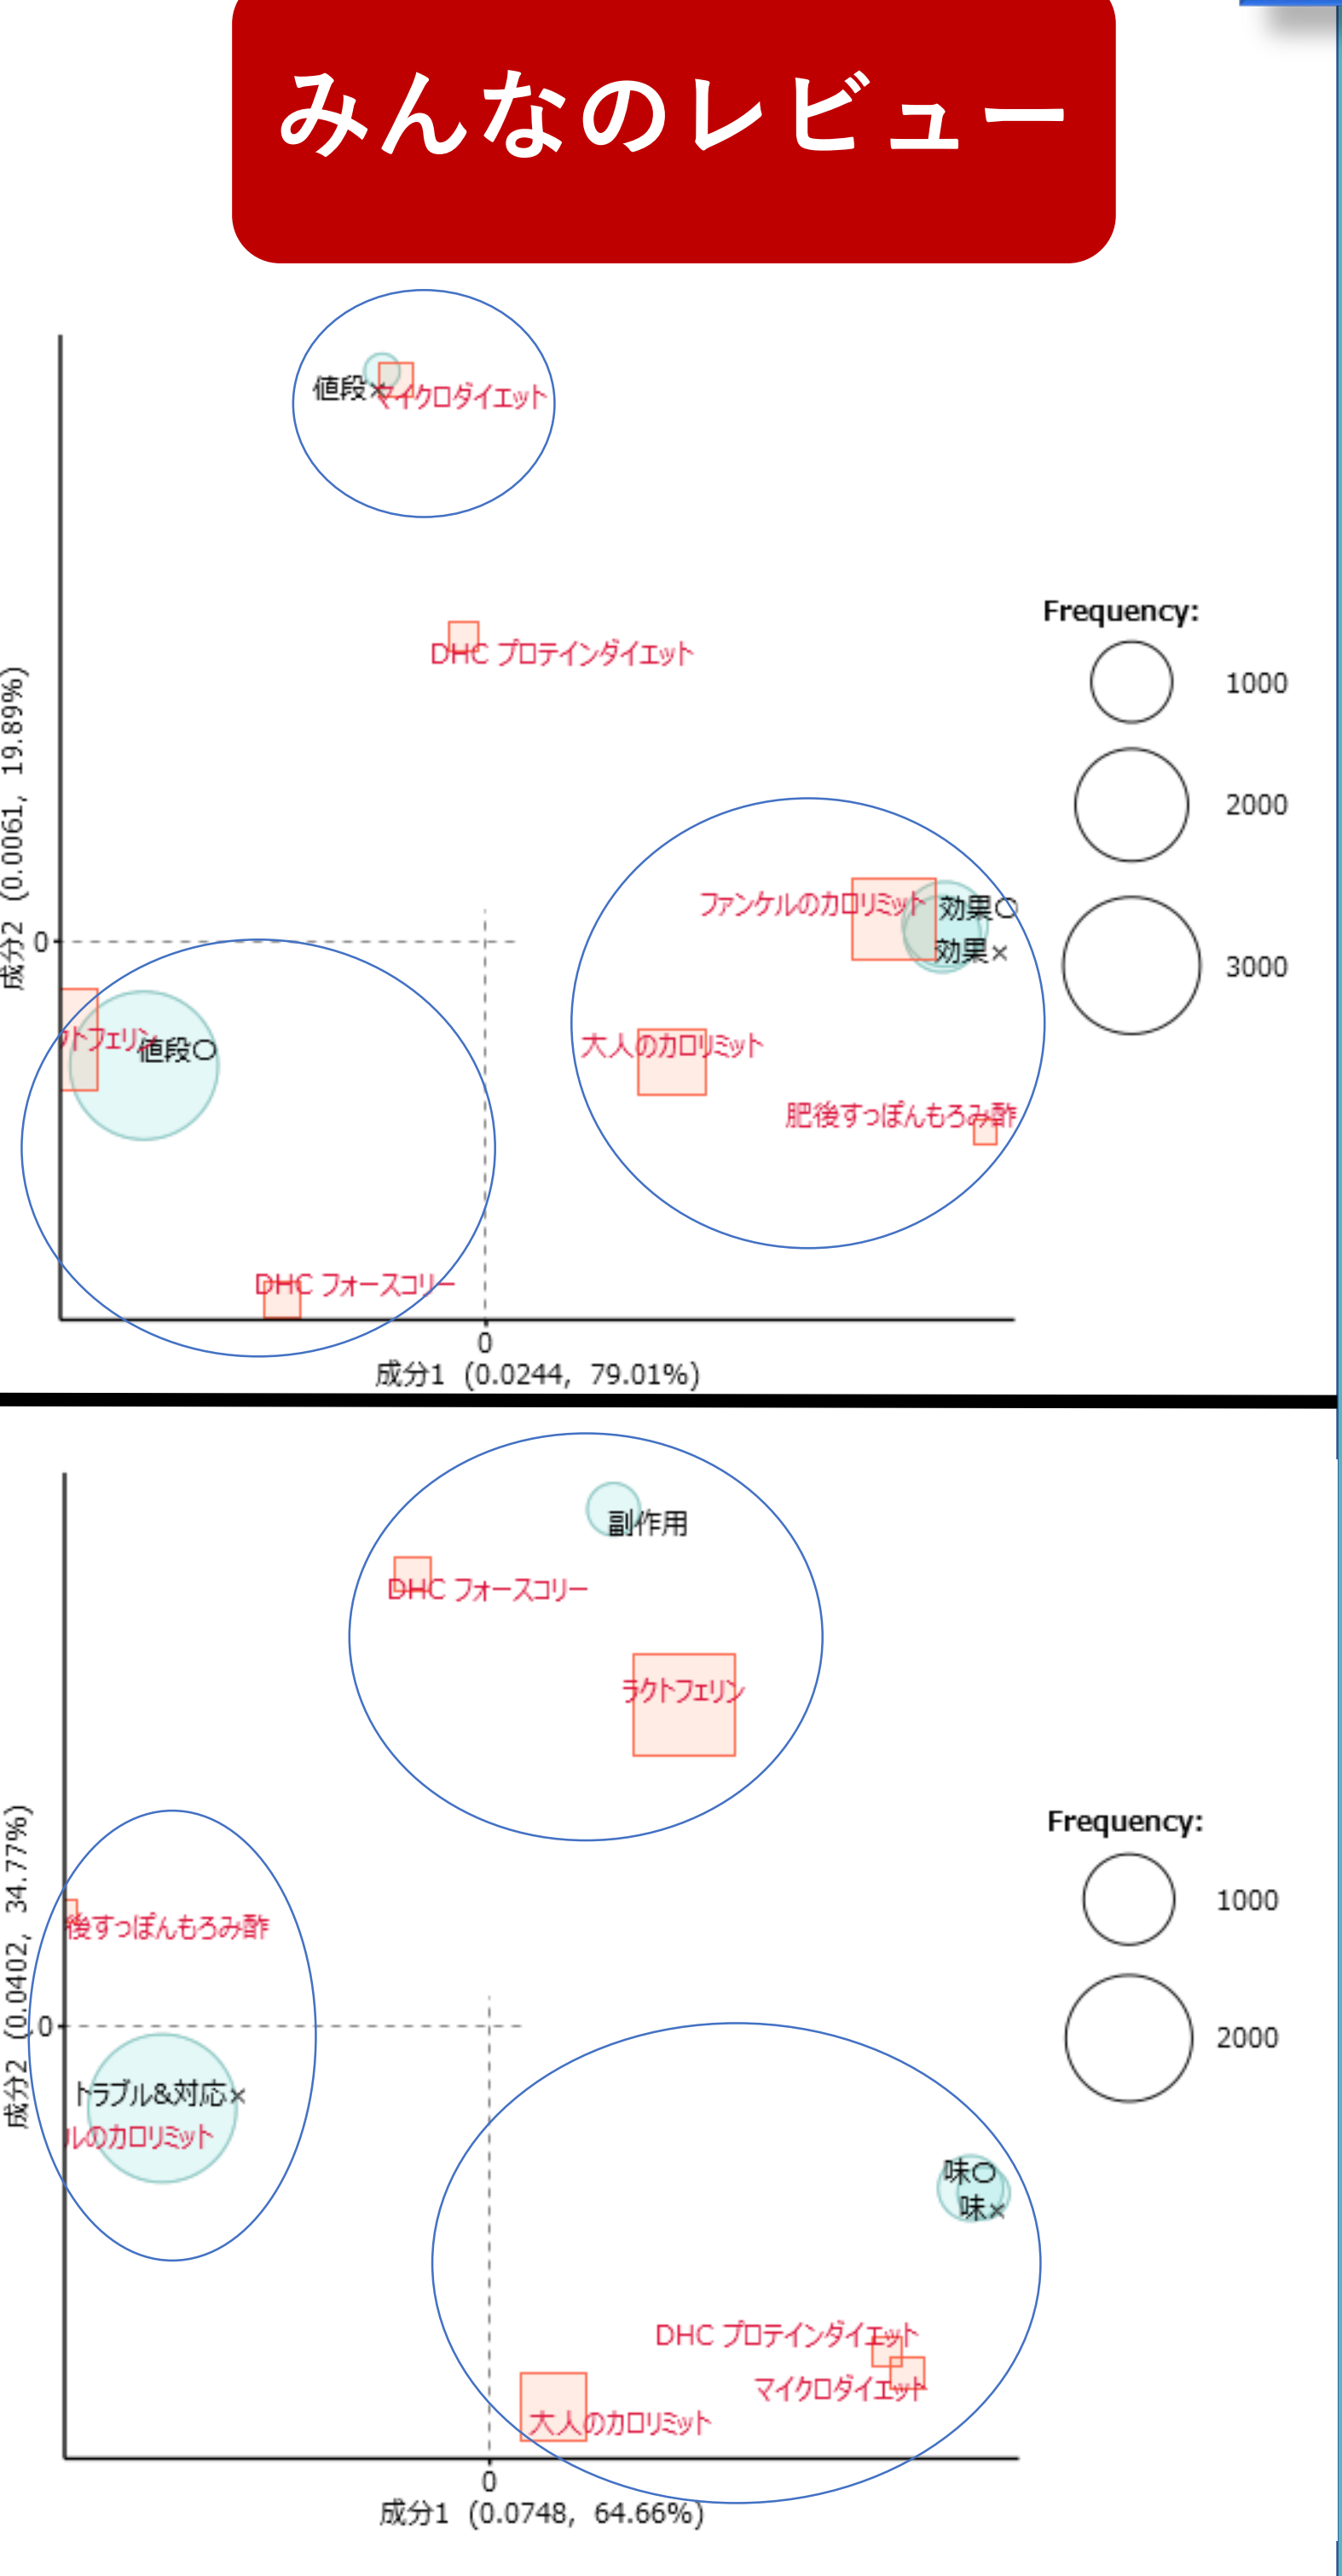 みんなのレビュー
値段×
マイクロダイエット
DHC プロテインダイエット
Frequency:
1000
2000
3000
成分2 (0.0061, 19.89%)
ファンケルのカロリミット
効果〇
効果×
0
大人のカロリミット
クトフェリン
値段〇
肥後すっぽんもろみ酢
DHC フォースコリー
0
成分1 (0.0244, 79.01%)
副作用
DHC フォースコリー
ラクトフェリン
Frequency:
1000
2000
成分2 (0.0402, 34.77%)
後すっぽんもろみ酢
0
トラブル&対応×
ルのカロリミット
味〇
味×
DHC プロテインダイエット
マイクロダイエット
大人のカロリミット
0
成分1 (0.0748, 64.66%)